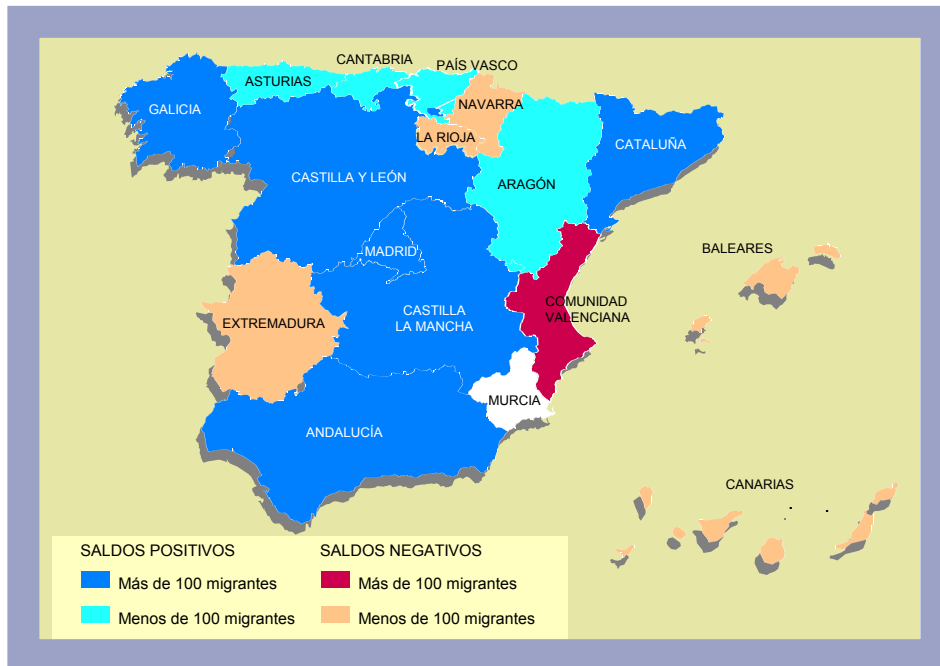 CANTABRIA
PAÍS VASCO
ASTURIAS
NAVARRA
GALICIA
LA RIOJA
CATALUÑA
CASTILLA Y LEÓN
ARAGÓN
MADRID
BALEARES
CASTILLA
LA MANCHA
COMUNIDAD
VALENCIANA
EXTREMADURA
MURCIA
ANDALUCÍA
CANARIAS
SALDOS POSITIVOS
Más de 100 migrantes
Menos de 100 migrantes
SALDOS NEGATIVOS
Más de 100 migrantes
Menos de 100 migrantes